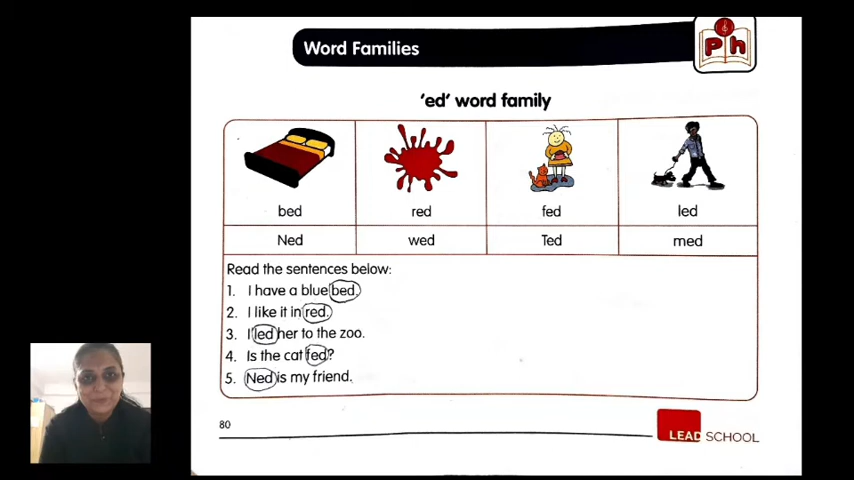 Word Families
Ph
'ed' word family
bed red fed led
Ned wed Ted med
Read the sentences below:
1. I have a blue bed.
2. I like it in red.
3. I led her to the zoo.
4. Is the cat fed?
5. Ned is my friend.
80
LEAD SCHOOL